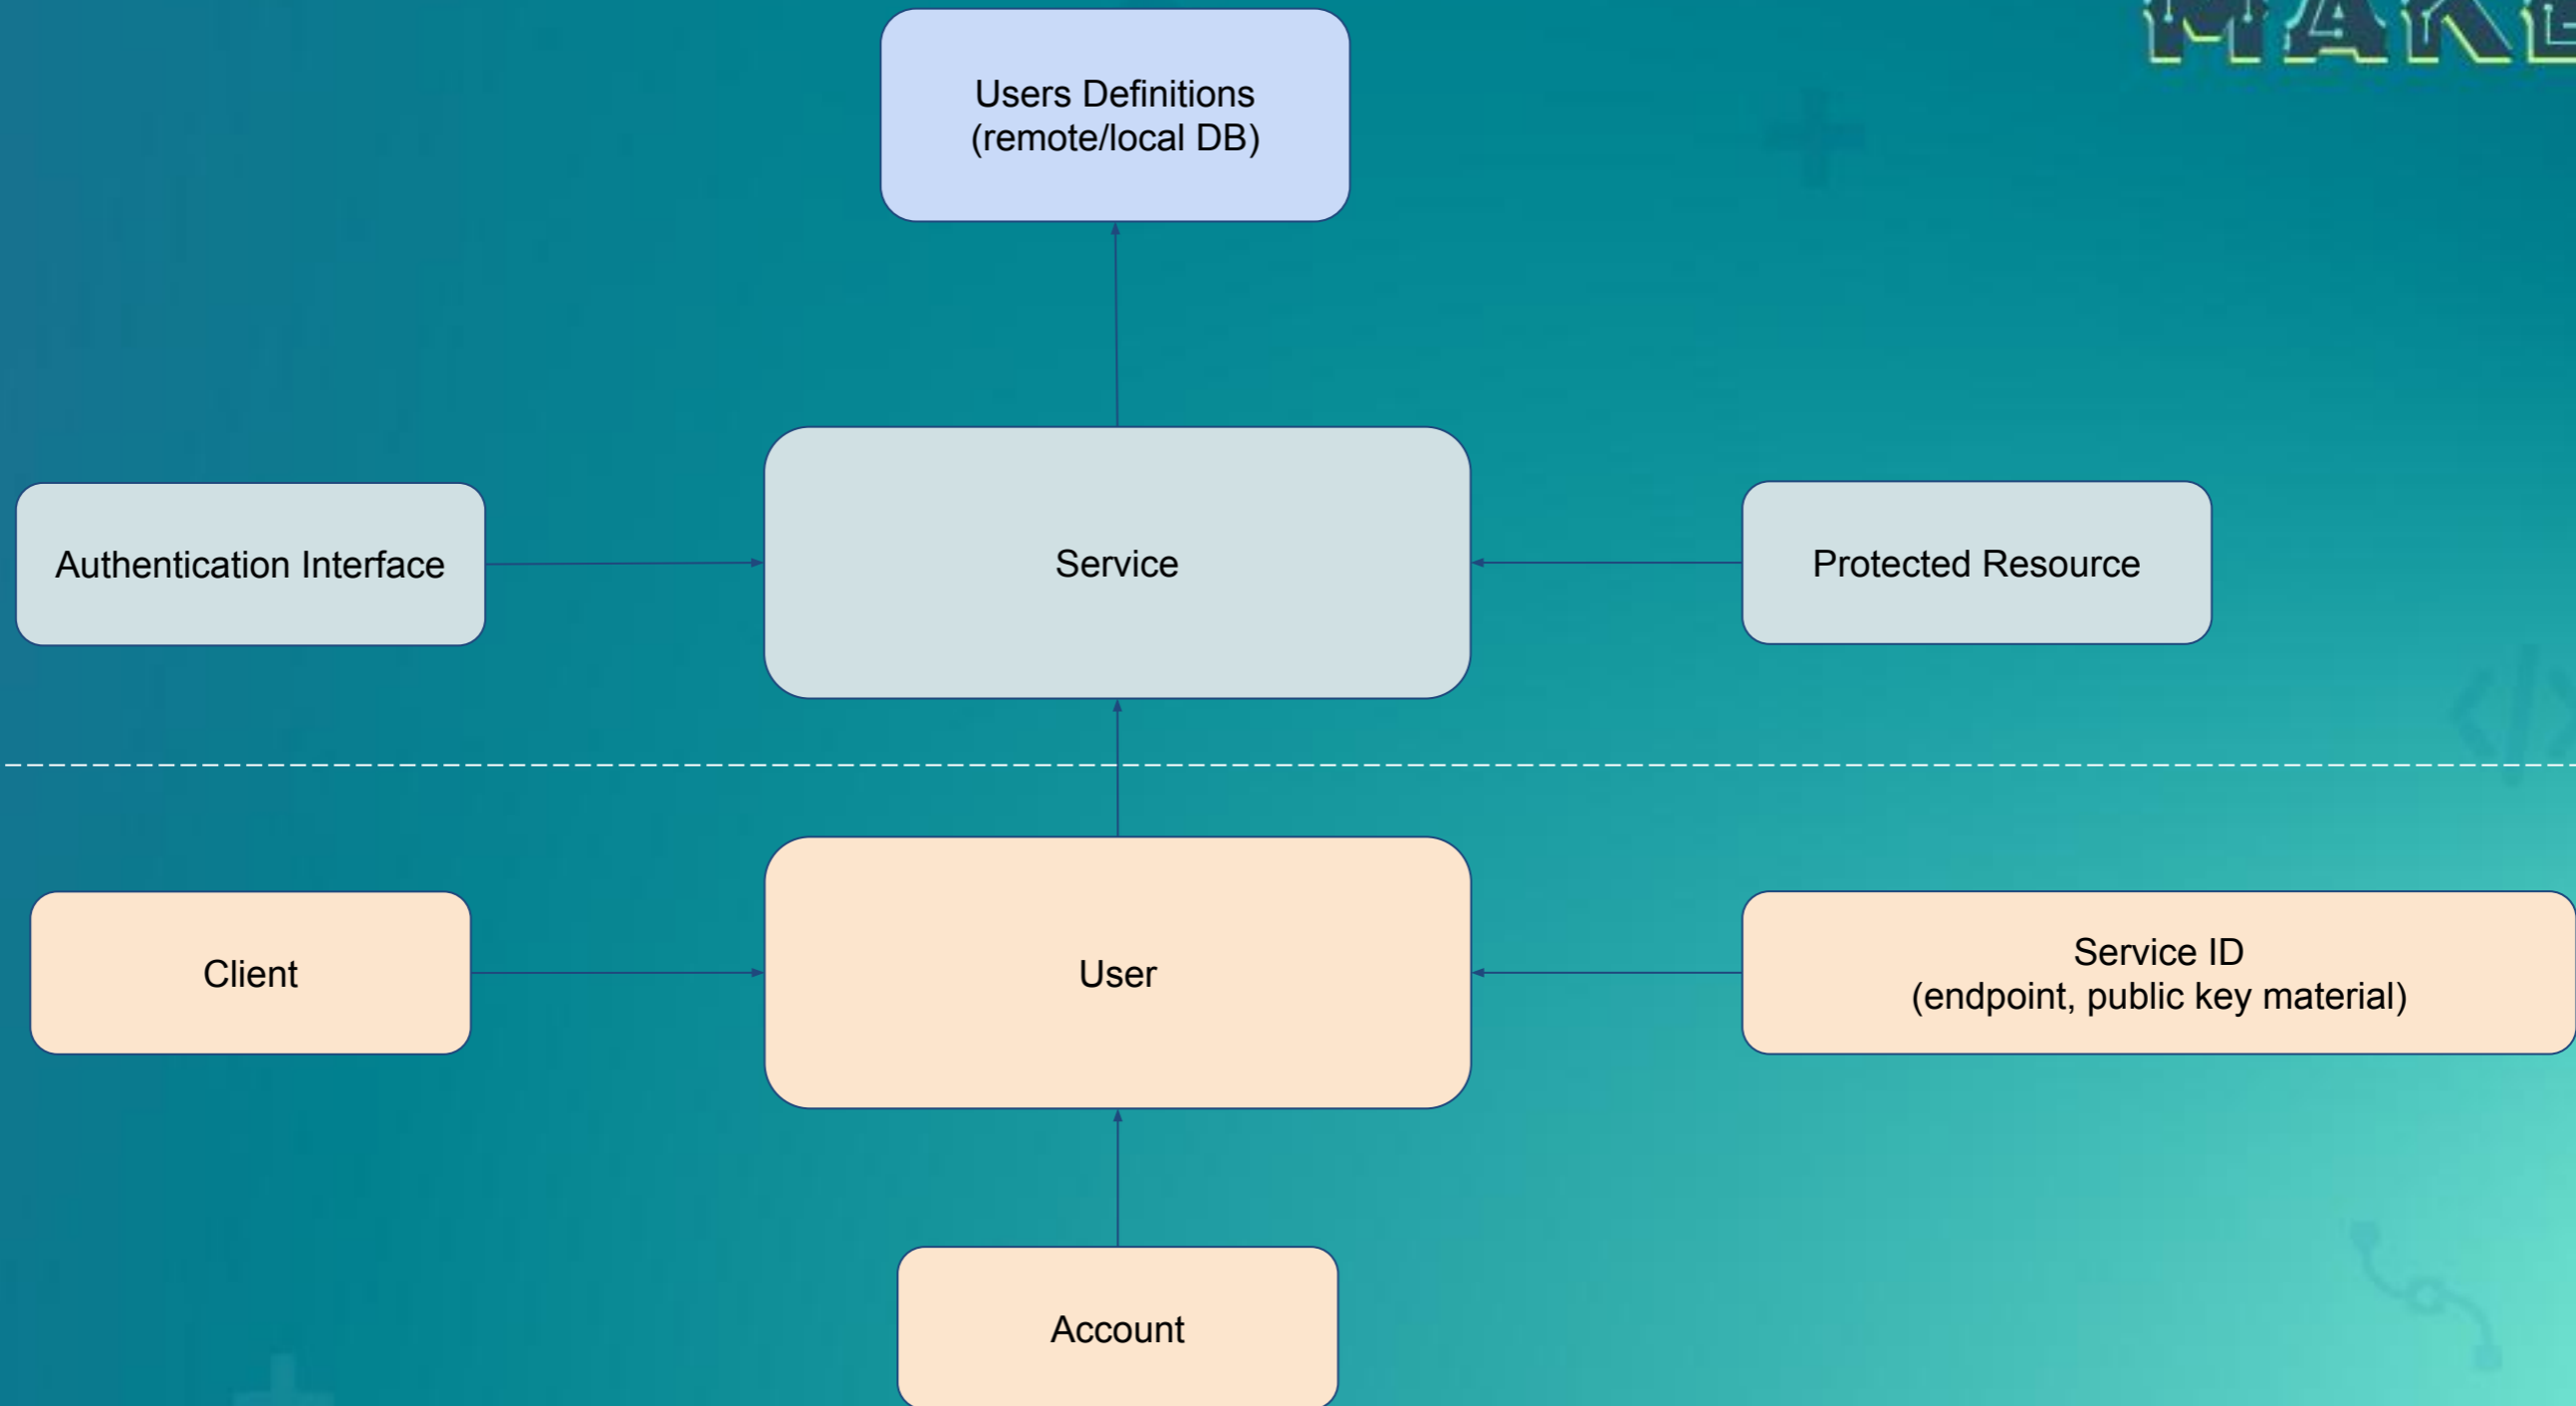 MAKE
Users Definitions
(remote/local DB)
Authentication Interface
Service
Protected Resource
Client
User
Service ID
(endpoint, public key material)
Account